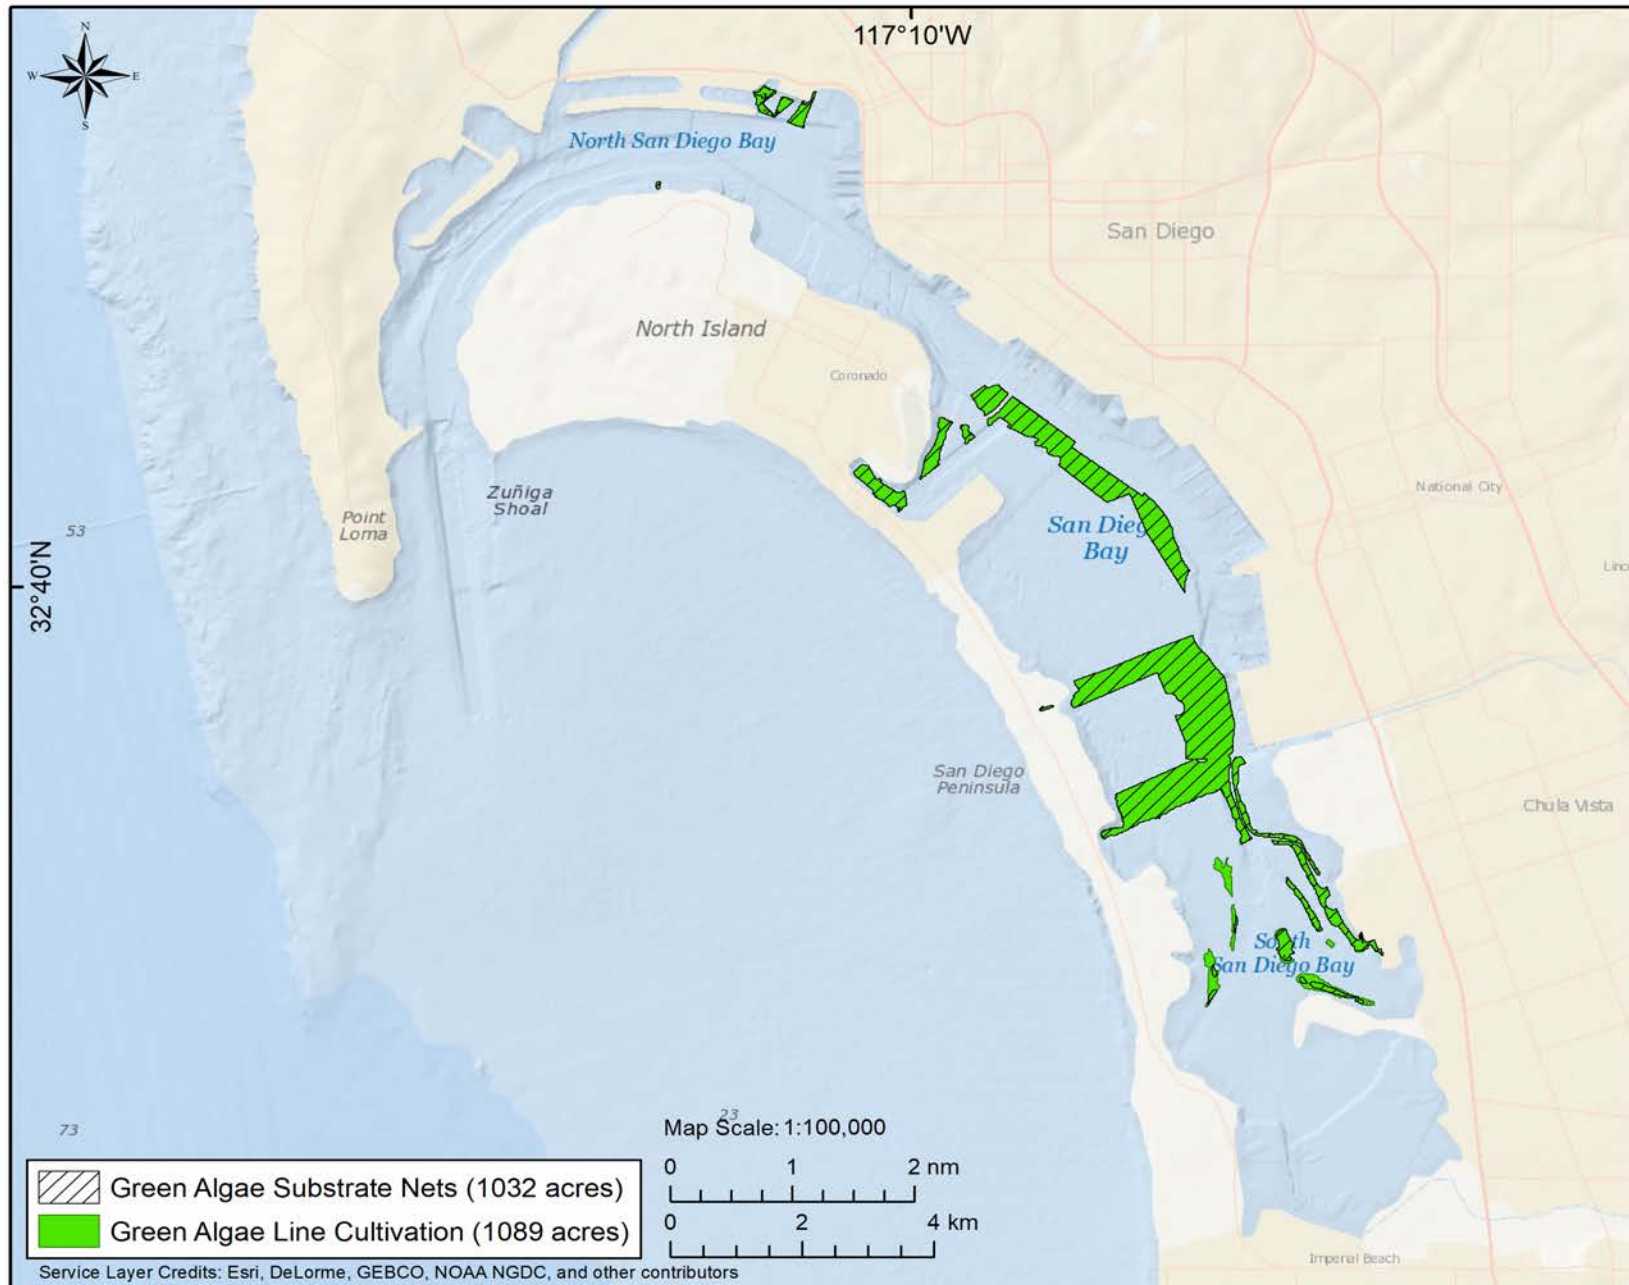 117°10'W
N
W
E
S
North San Diego Bay
San Diego
North Island
Coronado
National City
Zuñiga
Shoal
Point
Loma
53
San Dieg
Bay
32°40'N
Linc
San Diego
Peninsula
Chula Vista
South
San Diego Bay
23
73
Map Scale: 1:100,000
0 1 2 nm
0 2 4 km
Green Algae Substrate Nets (1032 acres)
Green Algae Line Cultivation (1089 acres)
Imperial Beach
Service Layer Credits: Esri, DeLorme, GEBCO, NOAA NGDC, and other contributors